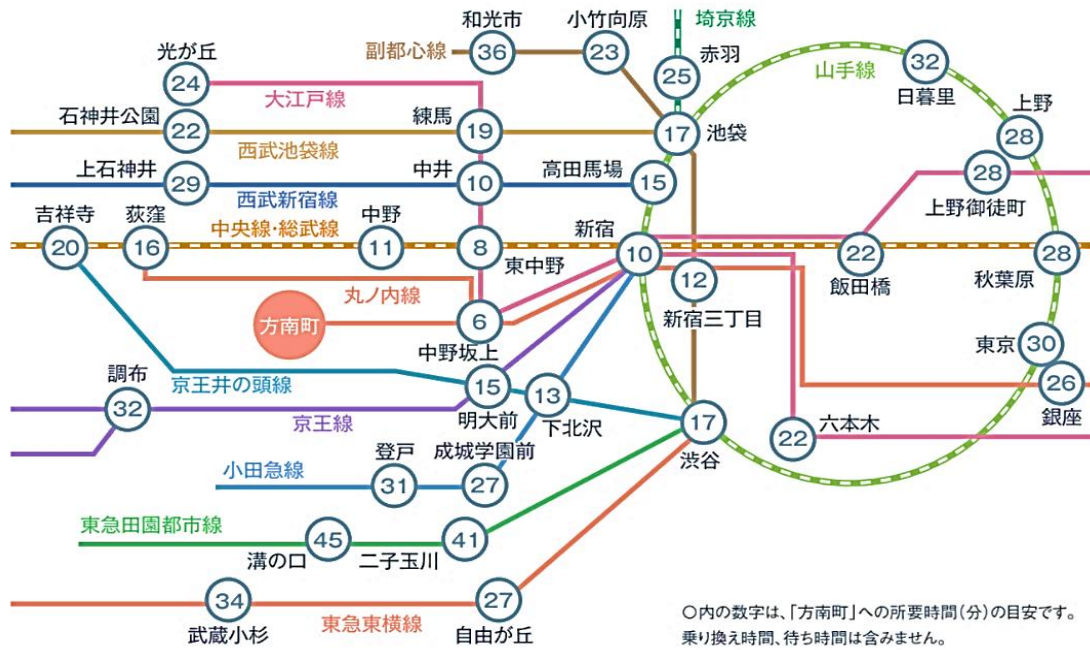 和光市
小竹向原
埼京線
光が丘
副都心線
36
23
赤羽
山手線
32
24
25
日暮里
上野
大江戸線
石神井公園
練馬
22
19
17
池袋
28
西武池袋線
上石神井
中井
高田馬場
28
29
10
15
上野御徒町
西武新宿線
吉祥寺
荻窪
中央線・総武線
中野
新宿
20
16
11
8
10
22
28
東中野
飯田橋
秋葉原
丸ノ内線
12
新宿三丁目
方南町
6
中野坂上
東京
30
調布
京王井の頭線
15
13
26
32
京王線
明大前
下北沢
銀座
17
六本木
22
渋谷
登戸
成城学園前
小田急線
31
27
東急田園都市線
45
41
溝の口
二子玉川
34
27
武蔵小杉
東急東横線
自由が丘
○内の数字は、「方南町」への所要時間(分)の目安です。
乗り換え時間、待ち時間は含みません。